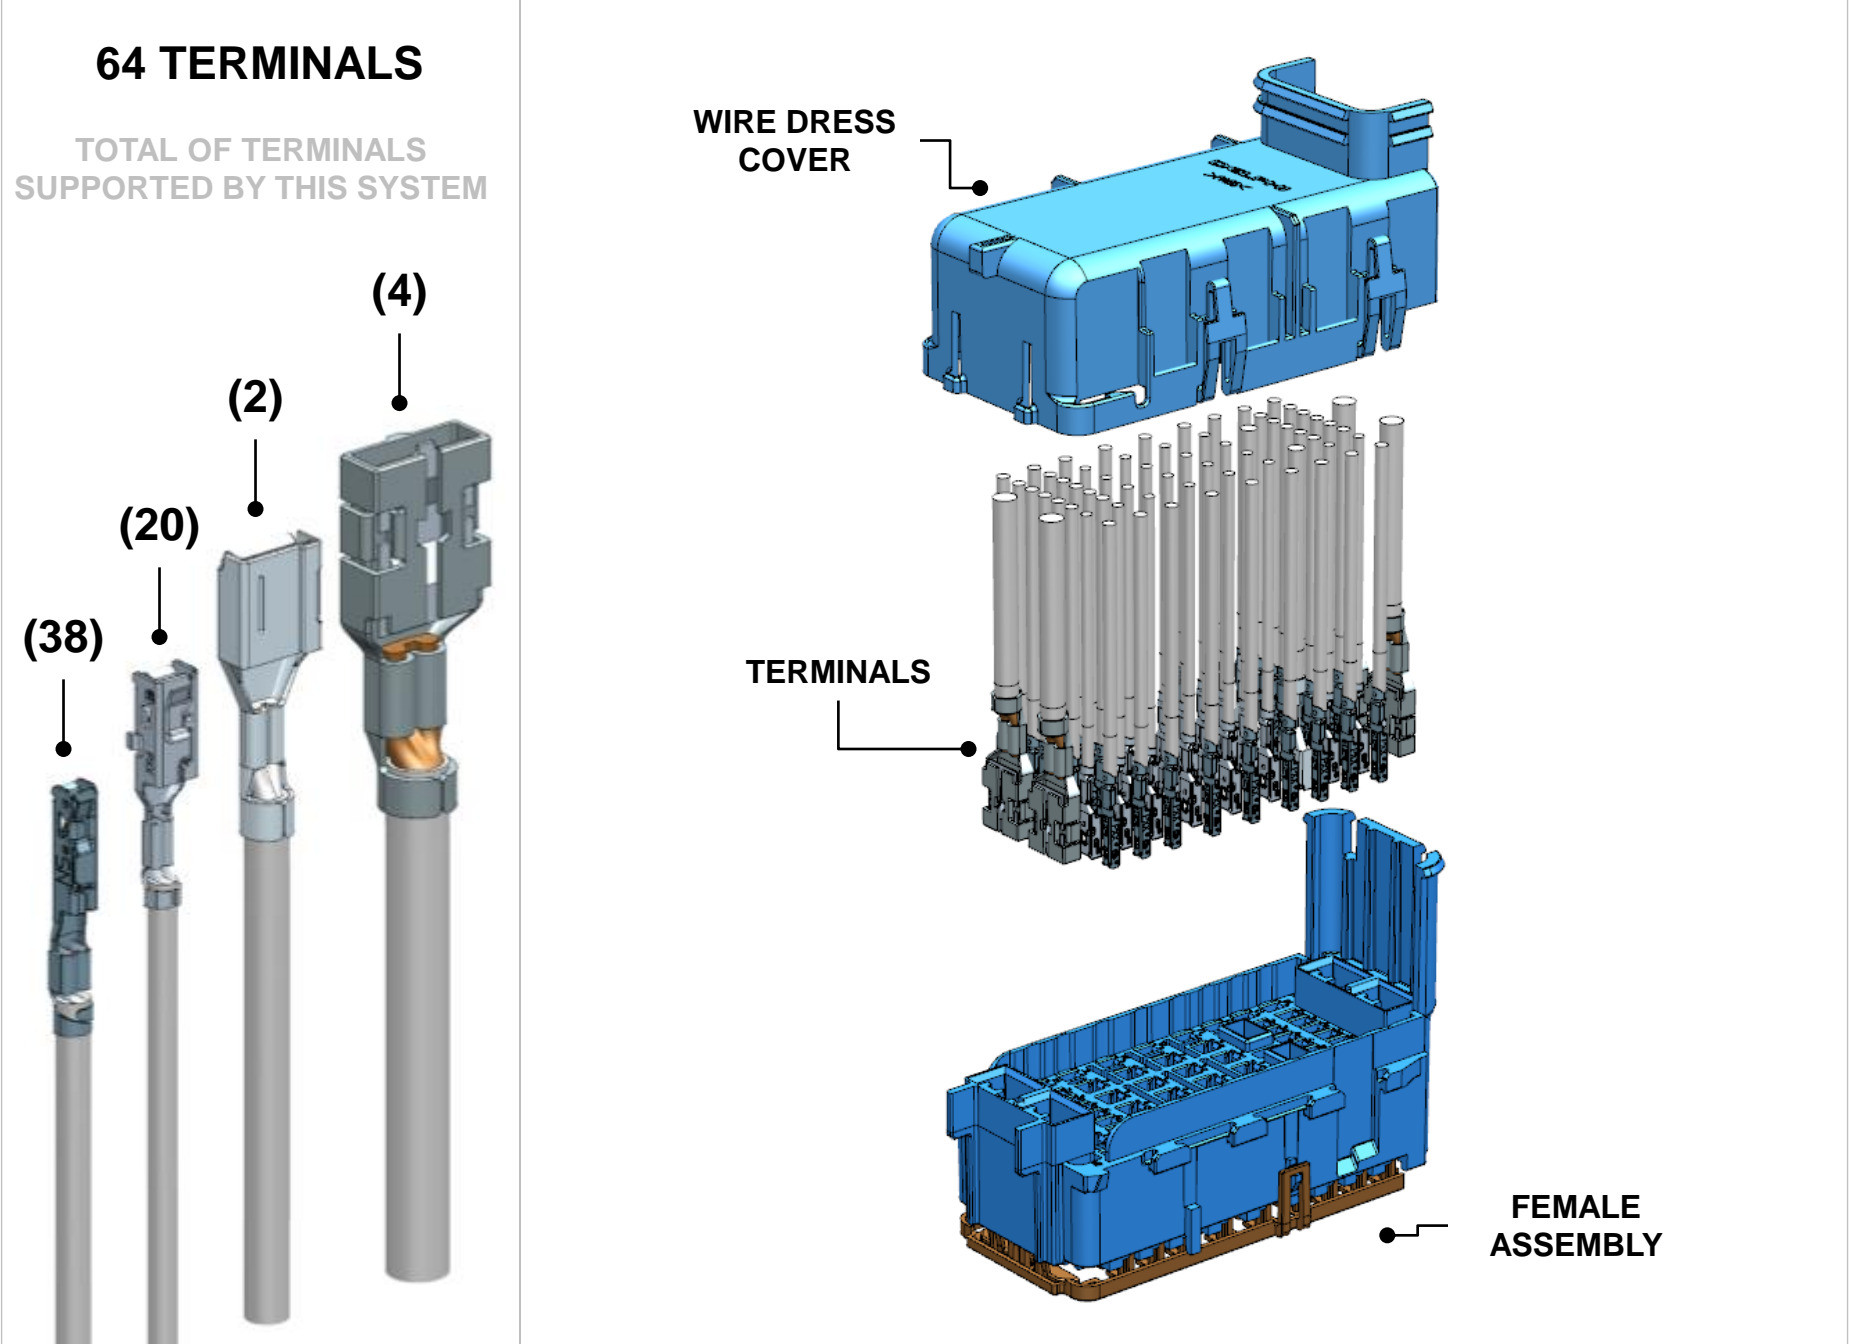 64 TERMINALS
TOTAL OF TERMINALS
SUPPORTED BY THIS SYSTEM
(4)
(2)
(20)
(38)
WIRE DRESS
COVER
TERMINALS
FEMALE
ASSEMBLY